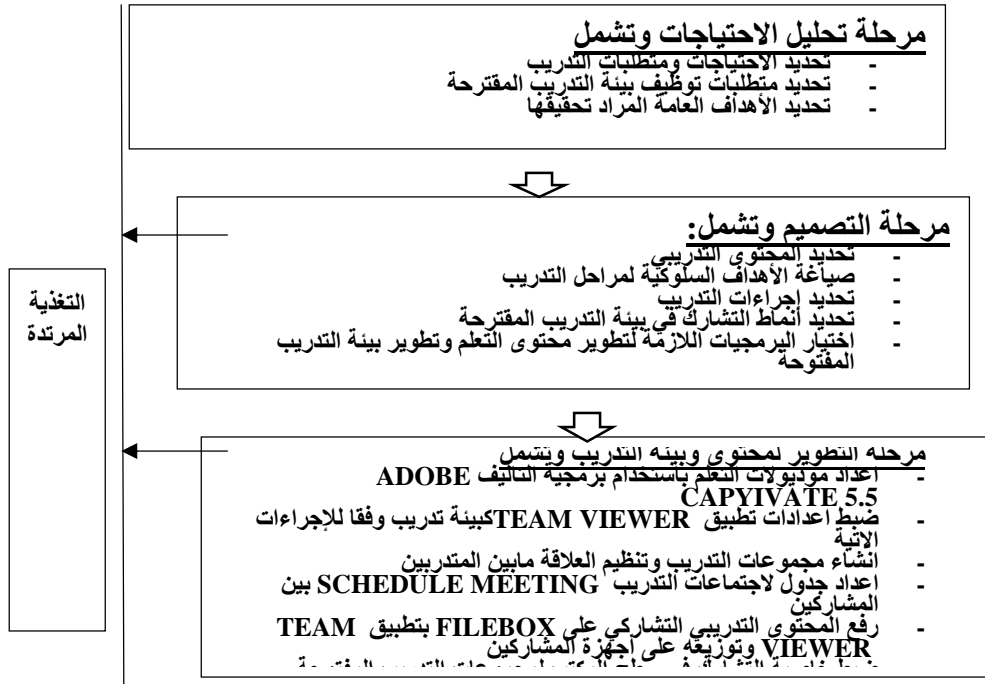 مرحلة تحليل الاحتياجات وتشمل
- تحديد الاحتياجات ومتطلبات التدريب
- تحديد متطلبات توظيف بيئة التدريب المقترحة
- تحديد الأهداف العامة المراد تحقيقها
مرحلة التصميم وتشمل:
- تحديد المحتوى التدريبي
- صياغة الأهداف السلوكية لمراحل التدريب
- تحديد إجراءات التدريب
- تحديد أنماط التشارك في بيئة التدريب المقترحة
- اختيار البرمجيات اللازمة لتطوير محتوى التعلم وتطوير بيئة التدريب
المفتوحة
التغذية
المرتدة
مرحلة التطوير لمحتوى وبيئة التدريب وتشمل
- اعداد موديولات التعلم باستخدام برمجية التأليف ADOBE
CAPYIVATE 5.5
- ضبط اعدادات تطبيق TEAM VIEWERكبيئة تدريب وفقا للإجراءات
الاتية
- انشاء مجموعات التدريب وتنظيم العلاقة مابين المتدربين
- اعداد جدول لاجتماعات التدريب SCHEDULE MEETING بين
المشاركين
- رفع المحتوى التدريبي التشاركي على FILEBOX بتطبيق TEAM
VIEWER وتوزيعه على أجهزة المشاركين